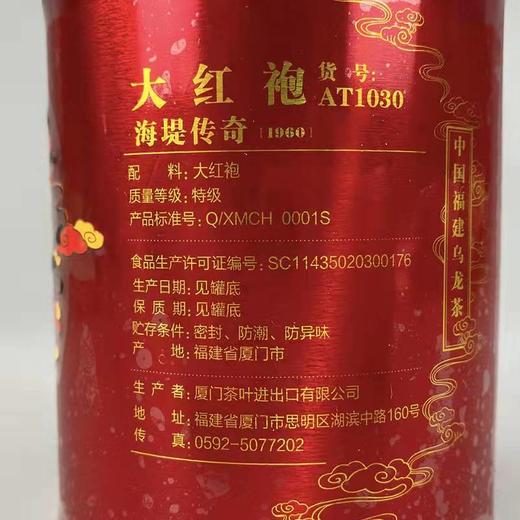 大红袍 货号:AT1030
海堤传奇 [1960]
配 料: 大红袍
质量等级: 特级
产品标准号: Q/XMCH 0001S
食品生产许可证编号: SC11435020300176
生产日期: 见罐底
保质期: 见罐底
贮存条件: 密封、防潮、防异味
产 地: 福建省厦门市
生产者: 厦门茶叶进出口有限公司
地 址: 福建省厦门市思明区湖滨中路160号
传 真: 0592-5077202
中国福建乌龙茶